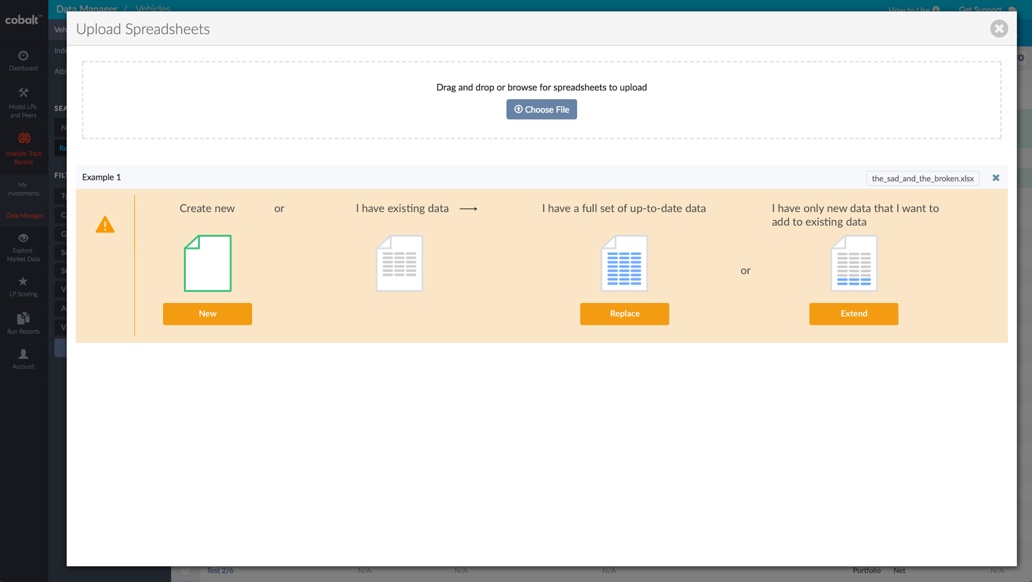 Data Manager / Vehicles
How to Use
Get Support
cobalt
Upload Spreadsheets
Dashboard
Drag and drop or browse for spreadsheets to upload
Choose File
Model LPs
and Peers
Analyze Track
Record
My
Investments
Data Manager
Explore
Market Data
LP Scoring
Run Reports
Account
Example 1
the_sad_and_the_broken.xlsx
Create new
or
I have existing data
I have a full set of up-to-date data
or
I have only new data that I want to
add to existing data
New
Replace
Extend
Test 2/6
N/A
N/A
N/A
Portfolio
Net
N/A